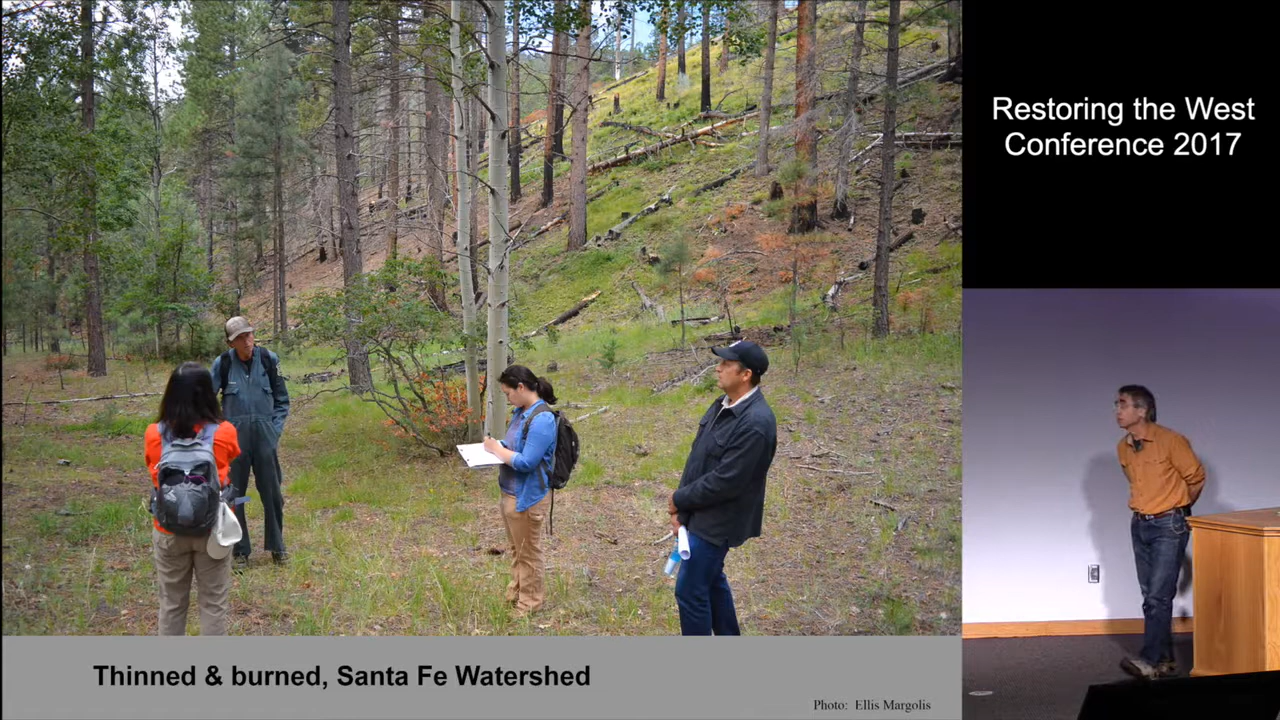 Restoring the West
Conference 2017
Thinned & burned, Santa Fe Watershed
Photo: Ellis Margolis